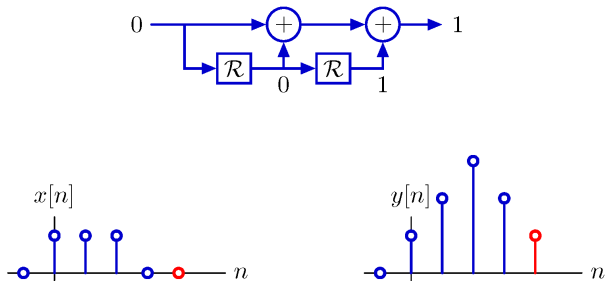 0 + + 1
ℛ ℛ
0 1
x[n] y[n]
n n